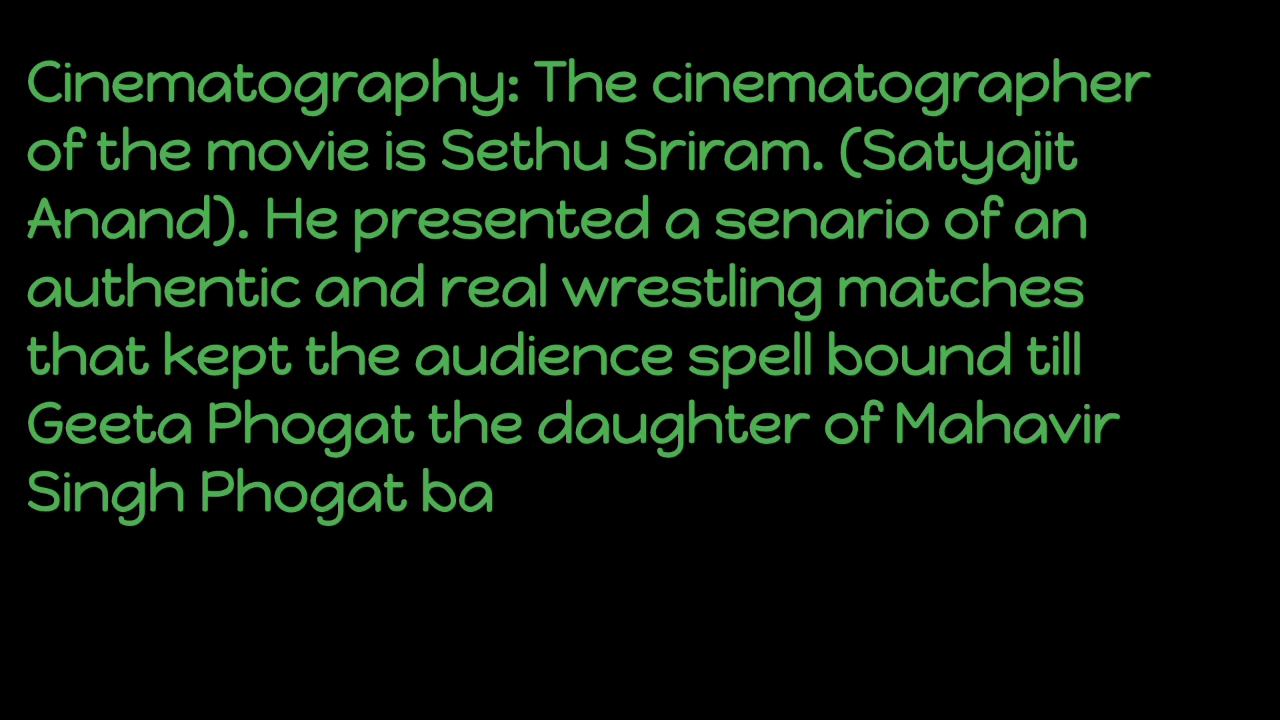 Cinematography: The cinematographer
of the movie is Sethu Sriram. (Satyajit
Anand). He presented a senario of an
authentic and real wrestling matches
that kept the audience spell bound till
Geeta Phogat the daughter of Mahavir
Singh Phogat ba